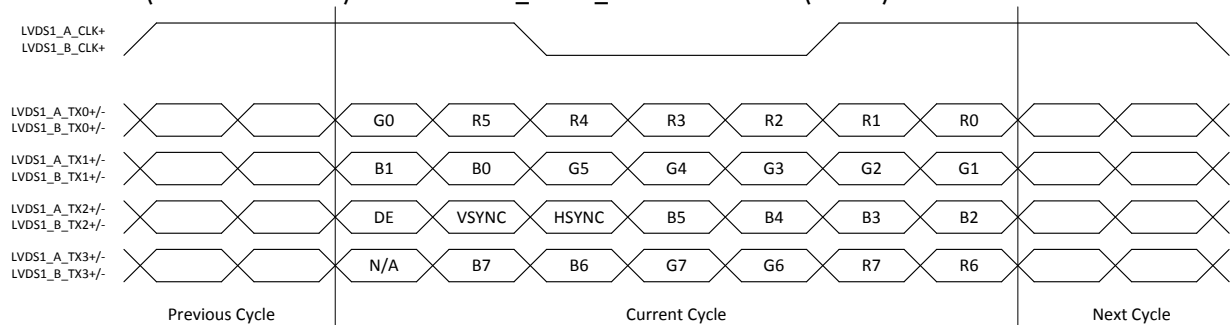 LVDS1_A_CLK+
LVDS1_B_CLK+
LVDS1_A_TX0+/-
LVDS1_B_TX0+/-
G0 R5 R4 R3 R2 R1 R0
LVDS1_A_TX1+/-
LVDS1_B_TX1+/-
B1 B0 G5 G4 G3 G2 G1
LVDS1_A_TX2+/-
LVDS1_B_TX2+/-
DE VSYNC HSYNC B5 B4 B3 B2
LVDS1_A_TX3+/-
LVDS1_B_TX3+/-
N/A B7 B6 G7 G6 R7 R6
Previous Cycle Current Cycle Next Cycle